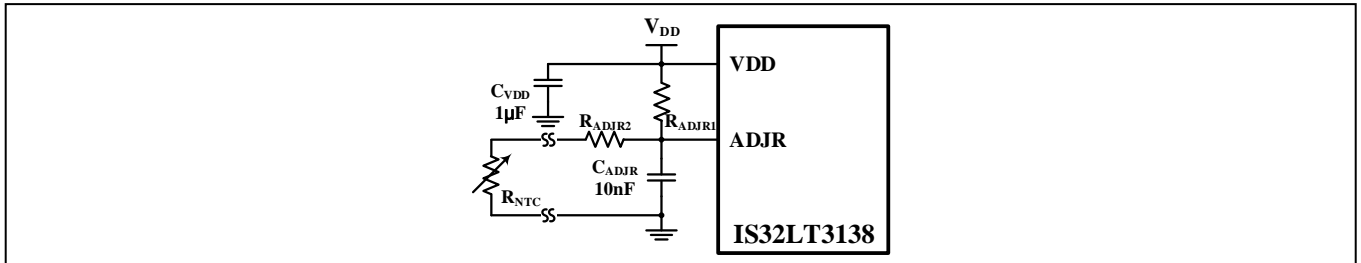 VDD
VDD
CVDD
1µF
RADJR2
RADJR1
ADJR
CADJR
10nF
RNTC
IS32LT3138